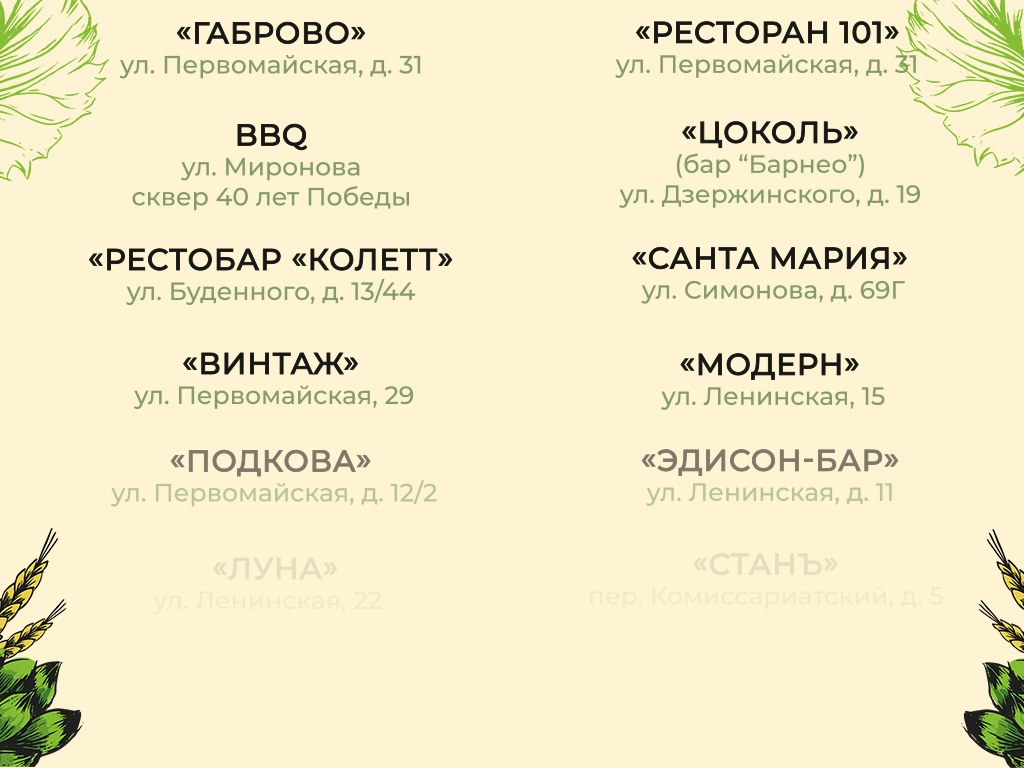 «ГАБРОВО»
ул. Первомайская, д. 31
«РЕСТОРАН 101»
ул. Первомайская, д. 31
BBQ
ул. Миронова
сквер 40 лет Победы
«ЦОКОЛЬ»
(бар “Барнео”)
ул. Дзержинского, д. 19
«РЕСТОБАР «КОЛЕТТ»
ул. Буденного, д. 13/44
«САНТА МАРИЯ»
ул. Симонова, д. 69Г
«ВИНТАЖ»
ул. Первомайская, 29
«МОДЕРН»
ул. Ленинская, 15
«ПОДКОВА»
ул. Первомайская, д. 12/2
«ЭДИСОН-БАР»
ул. Ленинская, д. 11
«ЛУНА»
ул. Ленинская, 22
«СТАНЪ»
пер. Комиссариатский, д. 5